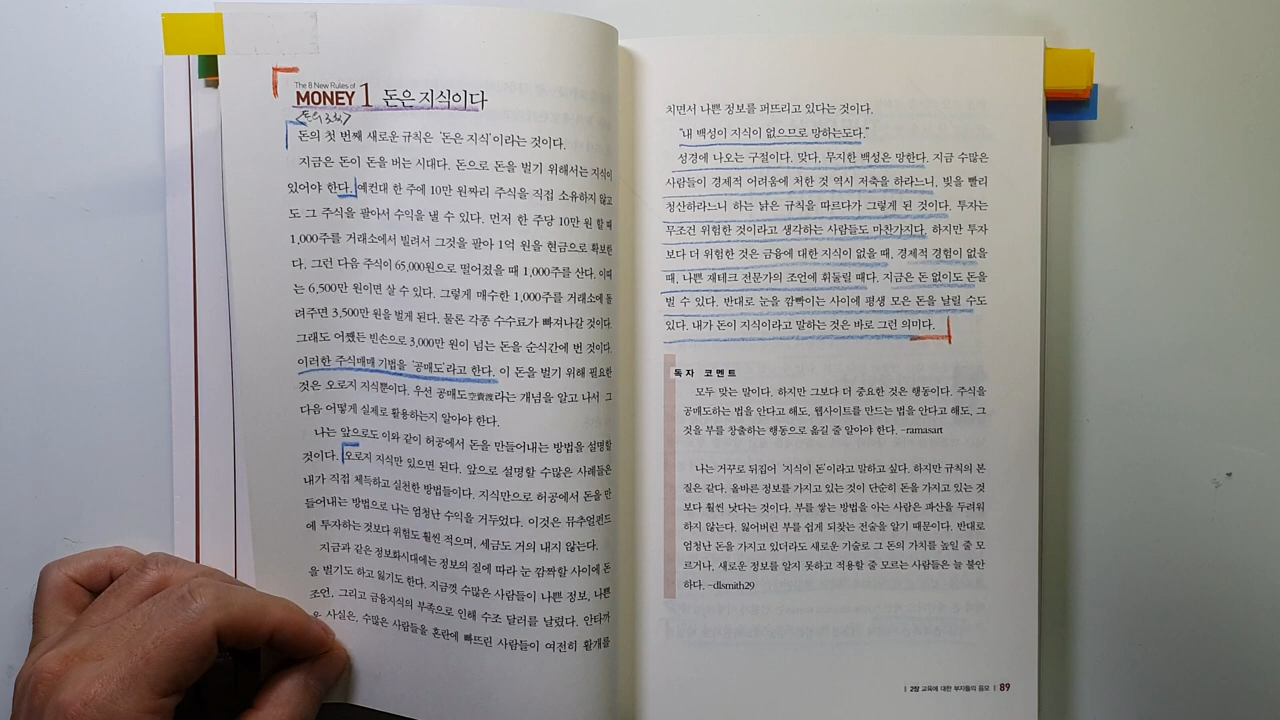 The 8 New Rules of
MONEY 1 돈은 지식이다
돈의 첫 번째 새로운 규칙은 '돈은 지식'이라는 것이다.
지금은 돈이 돈을 버는 시대다. 돈으로 돈을 벌기 위해서는 지식이
있어야 한다. 예컨대 한 주에 10만 원짜리 주식을 직접 소유하지 않고
도 그 주식을 팔아서 수익을 낼 수 있다. 먼저 한 주당 10만 원 할 때
1,000주를 거래소에서 빌려서 그것을 팔아 1억 원을 현금으로 확보한
다. 그런 다음 주식이 65,000원으로 떨어졌을 때 1,000주를 산다. 이때
는 6,500만 원이면 살 수 있다. 그렇게 매수한 1,000주를 거래소에 돌
려주면 3,500만 원을 벌게 된다. 물론 각종 수수료가 빠져나갈 것이다.
그래도 어쨌든 빈손으로 3,000만 원이 넘는 돈을 순식간에 번 것이다.
이러한 주식매매 기법을 '공매도'라고 한다. 이 돈을 벌기 위해 필요한
것은 오로지 지식뿐이다. 우선 공매도空賣渡라는 개념을 알고 나서 그
다음 어떻게 실제로 활용하는지 알아야 한다.
나는 앞으로도 이와 같이 허공에서 돈을 만들어내는 방법을 설명할
것이다. 오로지 지식만 있으면 된다. 앞으로 설명할 수많은 사례들은
내가 직접 체득하고 실천한 방법들이다. 지식만으로 허공에서 돈을 만
들어내는 방법으로 나는 엄청난 수익을 거두었다. 이것은 뮤추얼펀드
에 투자하는 것보다 위험도 훨씬 적으며, 세금도 거의 내지 않는다.
지금과 같은 정보화시대에는 정보의 질에 따라 눈 깜짝할 사이에 돈
을 벌기도 하고 잃기도 한다. 지금껏 수많은 사람들이 나쁜 정보, 나쁜
조언, 그리고 금융지식의 부족으로 인해 수조 달러를 날렸다. 안타까
사실은, 수많은 사람들을 혼란에 빠뜨린 사람들이 여전히 활개를
치면서 나쁜 정보를 퍼뜨리고 있다는 것이다.
"내 백성이 지식이 없으므로 망하는도다."
성경에 나오는 구절이다. 맞다, 무지한 백성은 망한다. 지금 수많은
사람들이 경제적 어려움에 처한 것 역시 저축을 하라느니, 빚을 빨리
청산하라느니 하는 낡은 규칙을 따르다가 그렇게 된 것이다. 투자는
무조건 위험한 것이라고 생각하는 사람들도 마찬가지다. 하지만 투자
보다 더 위험한 것은 금융에 대한 지식이 없을 때, 경제적 경험이 없을
때, 나쁜 재테크 전문가의 조언에 휘둘릴 때다. 지금은 돈 없이도 돈을
벌 수 있다. 반대로 눈을 깜빡이는 사이에 평생 모은 돈을 날릴 수도
있다. 내가 돈이 지식이라고 말하는 것은 바로 그런 의미다.
독자 코멘트
모두 맞는 말이다. 하지만 그보다 더 중요한 것은 행동이다. 주식을
공매도하는 법을 안다고 해도, 웹사이트를 만드는 법을 안다고 해도, 그
것을 부를 창출하는 행동으로 옮길 줄 알아야 한다. -ramasart
나는 거꾸로 뒤집어 '지식이 돈'이라고 말하고 싶다. 하지만 규칙의 본
질은 같다. 올바른 정보를 가지고 있는 것이 단순히 돈을 가지고 있는 것
보다 훨씬 낫다는 것이다. 부를 쌓는 방법을 아는 사람은 파산을 두려워
하지 않는다. 잃어버린 부를 쉽게 되찾는 전술을 알기 때문이다. 반대로
엄청난 돈을 가지고 있더라도 새로운 기술로 그 돈의 가치를 높일 줄 모
르거나, 새로운 정보를 알지 못하고 적용할 줄 모르는 사람들은 늘 불안
하다. -dlsmith29
2장 교육에 대한 부자들의 음모 | 89